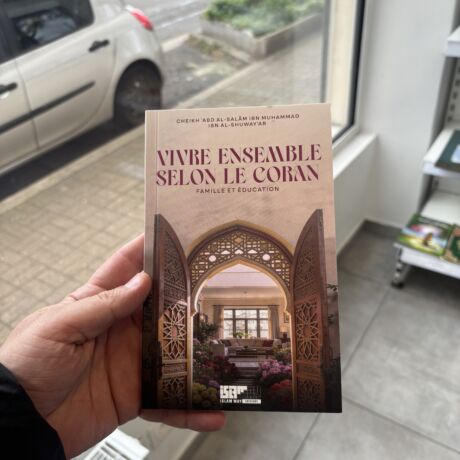 CHEIKH 'ABD AL-SALÂM IBN MUHAMMAD
IBN AL-SHUWAY'AR
VIVRE ENSEMBLE
SELON LE CORAN
FAMILLE ET ÉDUCATION
ISLAM WAY